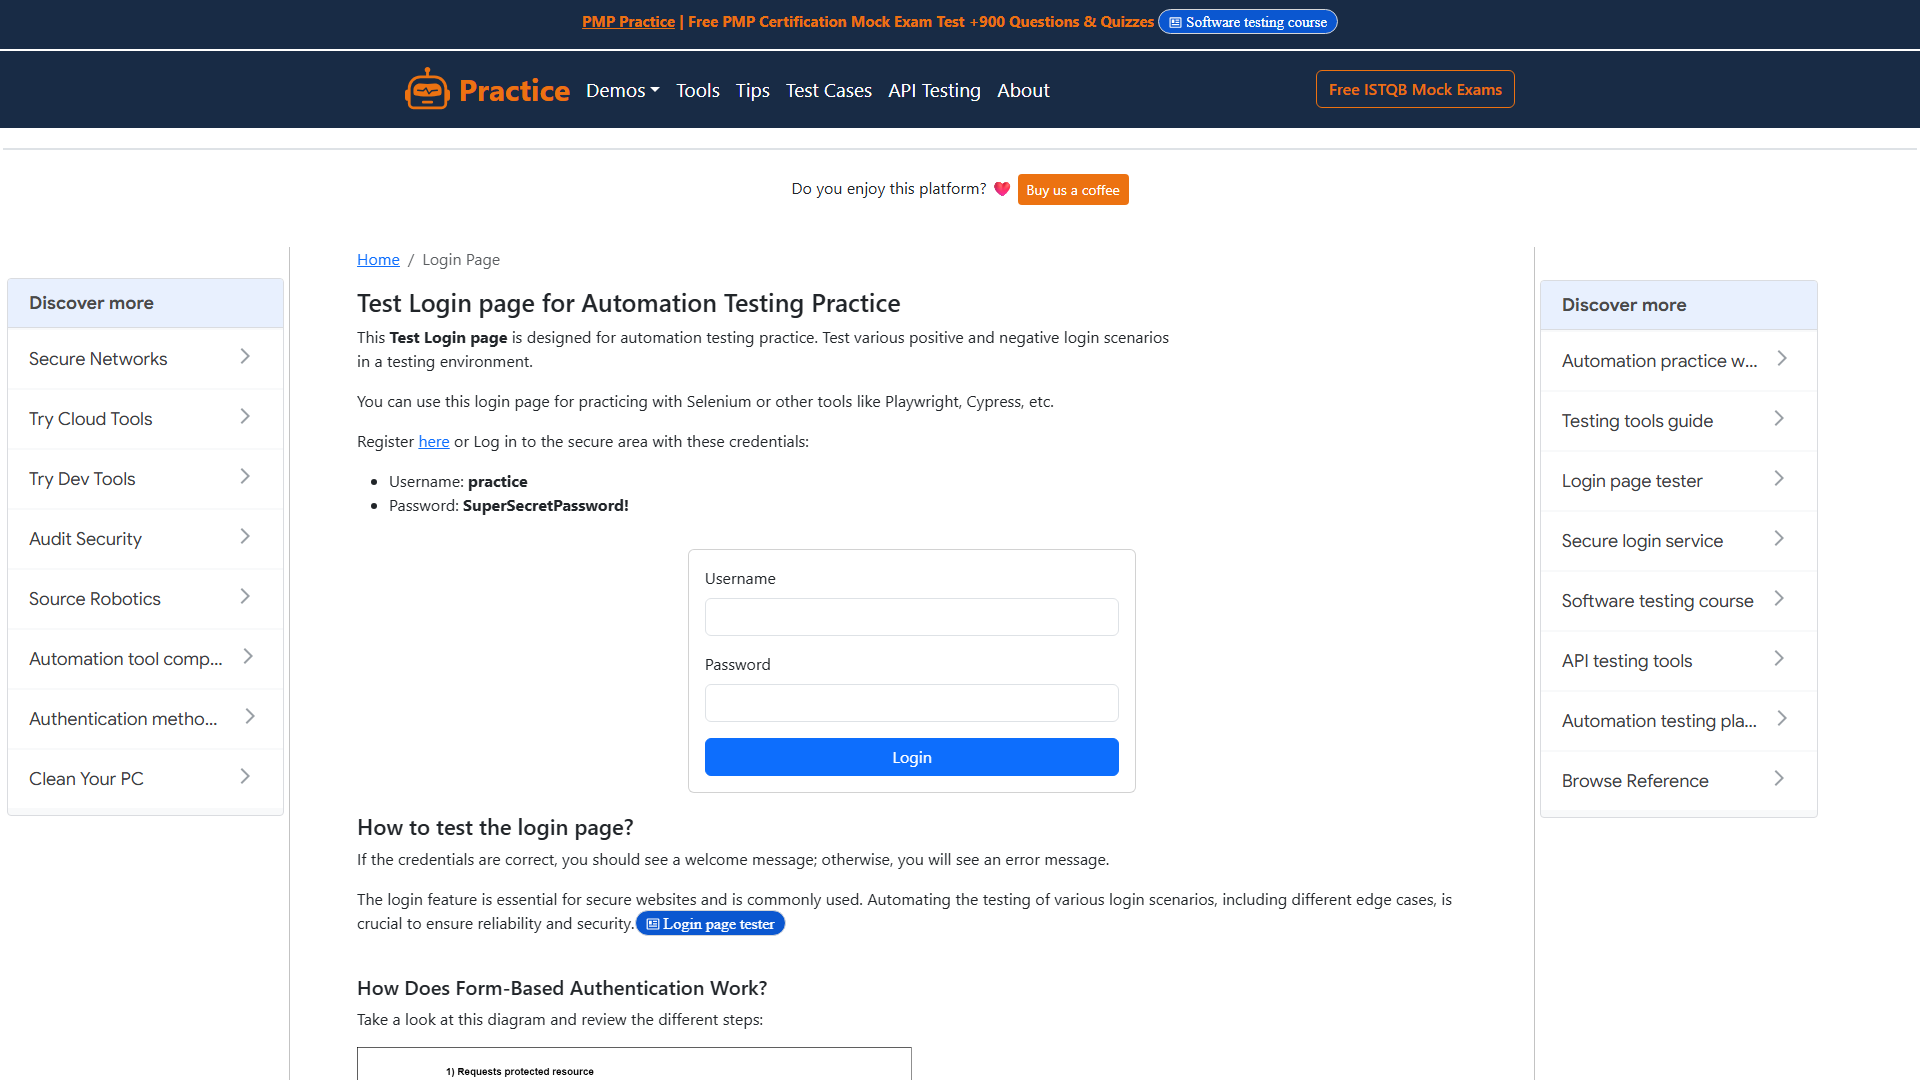 PMP Practice | Free PMP Certification Mock Exam Test +900 Questions & Quizzes Software testing course
Practice Demos Tools Tips Test Cases API Testing About Free ISTQB Mock Exams
Do you enjoy this platform? Buy us a coffee
Discover more
Secure Networks
Try Cloud Tools
Try Dev Tools
Audit Security
Source Robotics
Automation tool comp...
Authentication metho...
Clean Your PC
Home / Login Page
Test Login page for Automation Testing Practice
This Test Login page is designed for automation testing practice. Test various positive and negative login scenarios
in a testing environment.
You can use this login page for practicing with Selenium or other tools like Playwright, Cypress, etc.
Register here or Log in to the secure area with these credentials:
Username: practice
Password: SuperSecretPassword!
Username
Password
Login
How to test the login page?
If the credentials are correct, you should see a welcome message; otherwise, you will see an error message.
The login feature is essential for secure websites and is commonly used. Automating the testing of various login scenarios, including different edge cases, is
crucial to ensure reliability and security. Login page tester
How Does Form-Based Authentication Work?
Take a look at this diagram and review the different steps:
1) Requests protected resource
Discover more
Automation practice w...
Testing tools guide
Login page tester
Secure login service
Software testing course
API testing tools
Automation testing pla...
Browse Reference